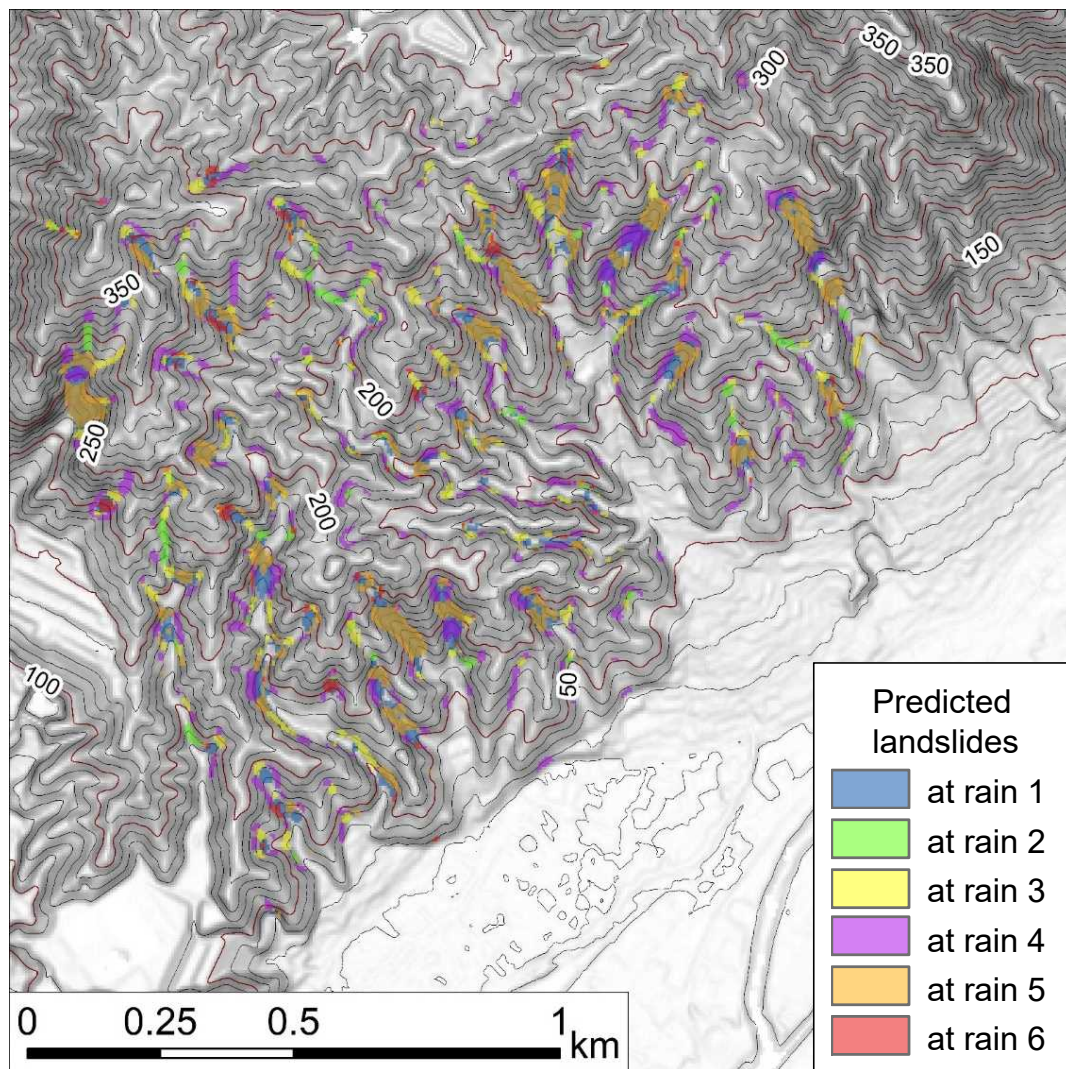 350
350
300
150
350
200
250
200
100
50
Predicted
landslides
at rain 1
at rain 2
at rain 3
at rain 4
at rain 5
at rain 6
0 0.25 0.5 1
km